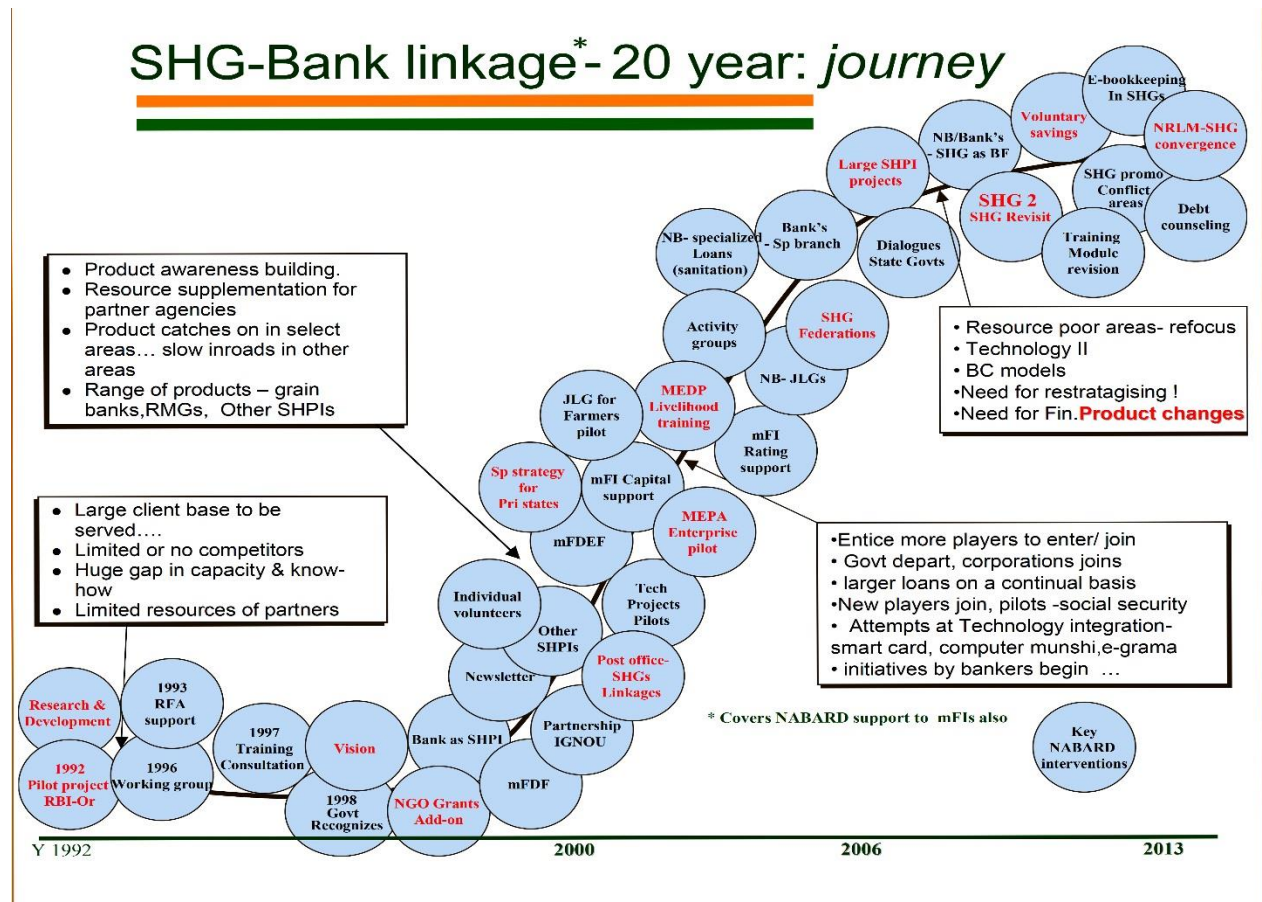 SHG-Bank linkage*- 20 year: journey
E-bookkeeping
In SHGs
Voluntary
savings
NRLM-SHG
convergence
NB/Bank's
- SHG as BF
Large SHPI
projects
SHG promo
Conflict
areas
SHG 2
SHG Revisit
Debt
counseling
Training
Module
revision
NB- specialized
Loans
(sanitation)
Bank's
- Sp branch
Dialogues
State Govts
• Product awareness building.
• Resource supplementation for
partner agencies
• Product catches on in select
areas... slow inroads in other
areas
• Range of products – grain
banks,RMGs, Other SHPIs
Activity
groups
SHG
Federations
• Resource poor areas- refocus
• Technology II
• BC models
•Need for restratagising !
•Need for Fin.Product changes
NB- JLGs
MEDP
Livelihood
training
JLG for
Farmers
pilot
mFI
Rating
support
Sp strategy
for
Pri states
mFI Capital
support
MEPA
Enterprise
pilot
mFDEF
• Large client base to be
served....
• Limited or no competitors
• Huge gap in capacity & know-
how
• Limited resources of partners
•Entice more players to enter/ join
• Govt depart, corporations joins
• larger loans on a continual basis
•New players join, pilots -social security
• Attempts at Technology integration-
smart card, computer munshi,e-grama
• initiatives by bankers begin ...
Individual
volunteers
Tech
Projects
Pilots
Other
SHPIs
Newsletter
Post office-
SHGs
Linkages
Research &
Development
1993
RFA
support
1997
Training
Consultation
Vision
Bank as SHPI
Partnership
IGNOU
* Covers NABARD support to mFIs also
Key
NABARD
interventions
1992
Pilot project
RBI-Or
1996
Working group
1998
Govt
Recognizes
NGO Grants
Add-on
mFDF
Y 1992
2000
2006
2013